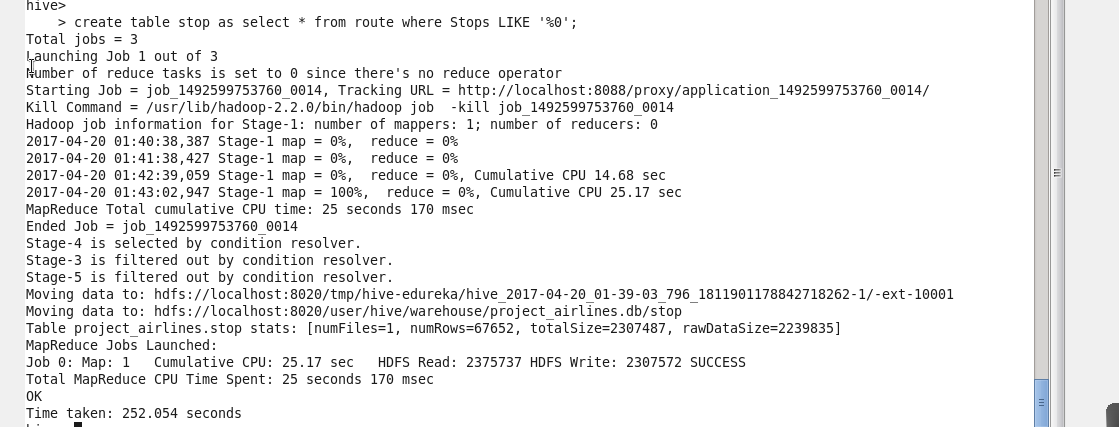 hive>
    > create table stop as select * from route where Stops LIKE '%0';
Total jobs = 3
Launching Job 1 out of 3
Number of reduce tasks is set to 0 since there's no reduce operator
Starting Job = job_1492599753760_0014, Tracking URL = http://localhost:8088/proxy/application_1492599753760_0014/
Kill Command = /usr/lib/hadoop-2.2.0/bin/hadoop job  -kill job_1492599753760_0014
Hadoop job information for Stage-1: number of mappers: 1; number of reducers: 0
2017-04-20 01:40:38,387 Stage-1 map = 0%,  reduce = 0%
2017-04-20 01:41:38,427 Stage-1 map = 0%,  reduce = 0%
2017-04-20 01:42:39,059 Stage-1 map = 0%,  reduce = 0%, Cumulative CPU 14.68 sec
2017-04-20 01:43:02,947 Stage-1 map = 100%,  reduce = 0%, Cumulative CPU 25.17 sec
MapReduce Total cumulative CPU time: 25 seconds 170 msec
Ended Job = job_1492599753760_0014
Stage-4 is selected by condition resolver.
Stage-3 is filtered out by condition resolver.
Stage-5 is filtered out by condition resolver.
Moving data to: hdfs://localhost:8020/tmp/hive-edureka/hive_2017-04-20_01-39-03_796_1811901178842718262-1/-ext-10001
Moving data to: hdfs://localhost:8020/user/hive/warehouse/project_airlines.db/stop
Table project_airlines.stop stats: [numFiles=1, numRows=67652, totalSize=2307487, rawDataSize=2239835]
MapReduce Jobs Launched:
Job 0: Map: 1   Cumulative CPU: 25.17 sec   HDFS Read: 2375737 HDFS Write: 2307572 SUCCESS
Total MapReduce CPU Time Spent: 25 seconds 170 msec
OK
Time taken: 252.054 seconds